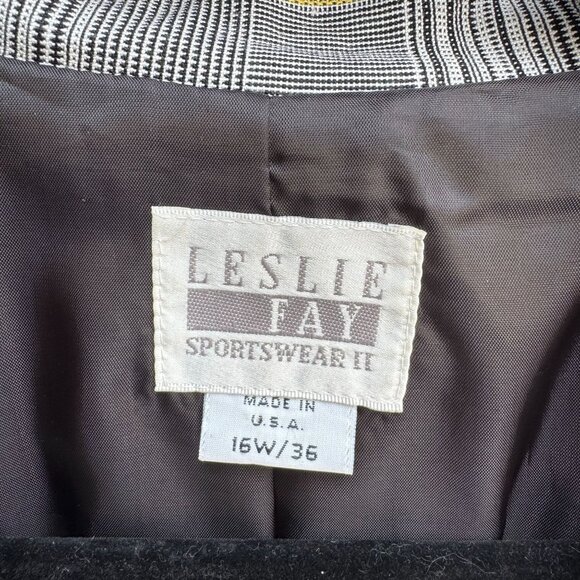 LESLIE
FAY
SPORTSWEAR II
MADE IN
U.S.A.
16W/36